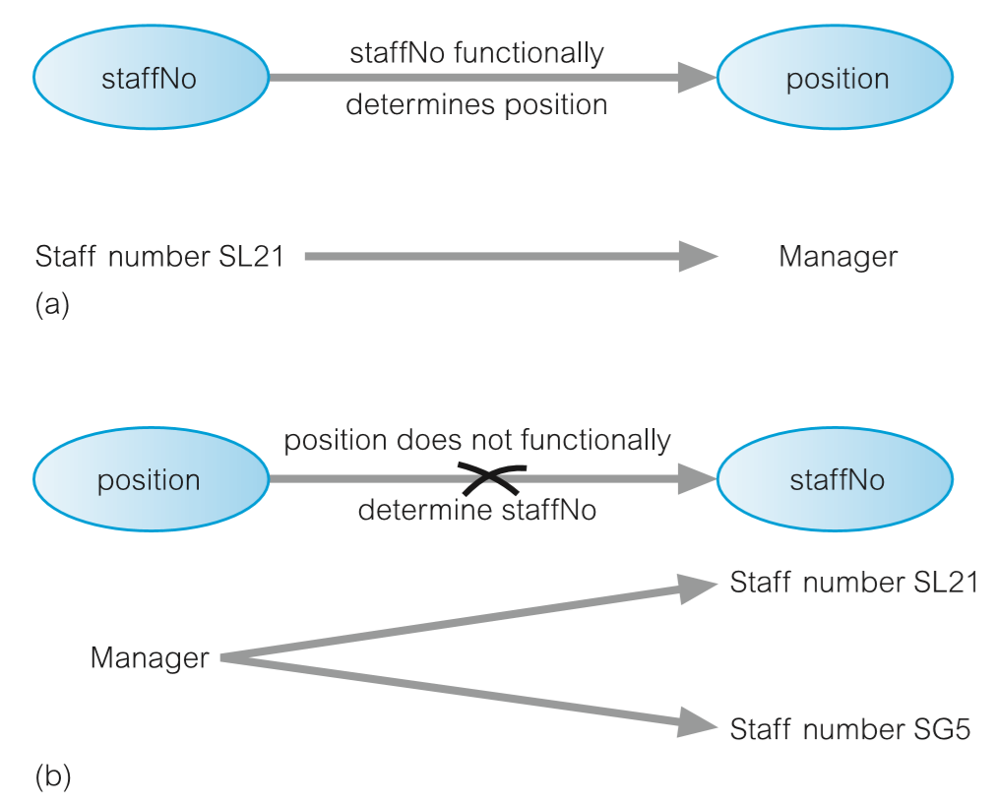 staffNo
staffNo functionally
determines position
position
Staff number SL21
Manager
(a)
position
position does not functionally
determine staffNo
staffNo
Staff number SL21
Manager
Staff number SG5
(b)